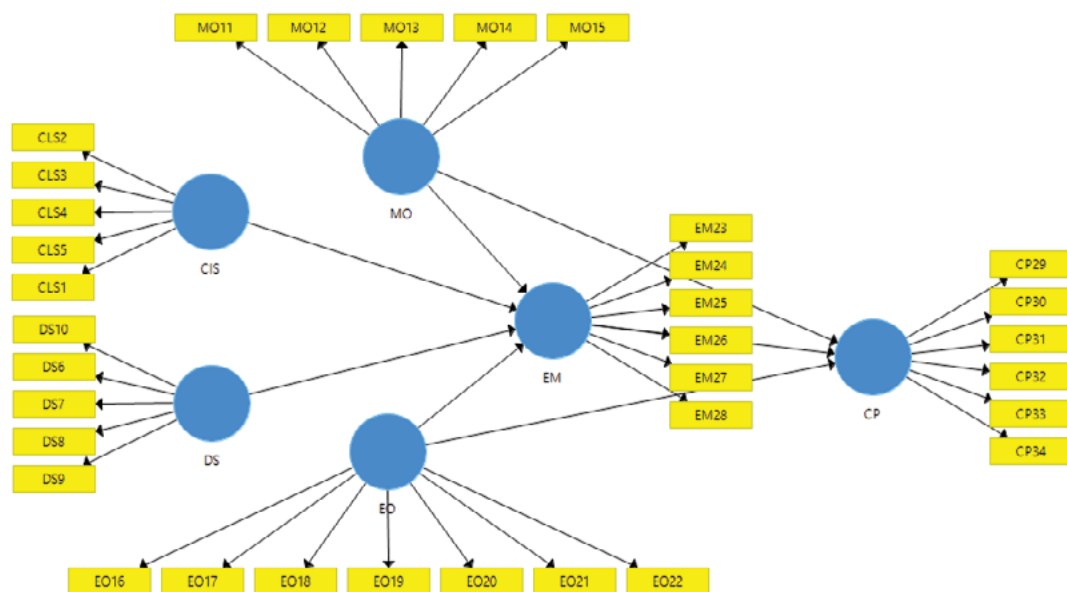 MO11 MO12 MO13 MO14 MO15
MO
CLS2
CLS3
CLS4
CLS5
CLS1
CIS
DS10
DS6
DS7
DS8
DS9
DS
EM23
EM24
EM25
EM26
EM27
EM28
EM
CP29
CP30
CP31
CP32
CP33
CP34
CP
EO
EO16 EO17 EO18 EO19 EO20 EO21 EO22